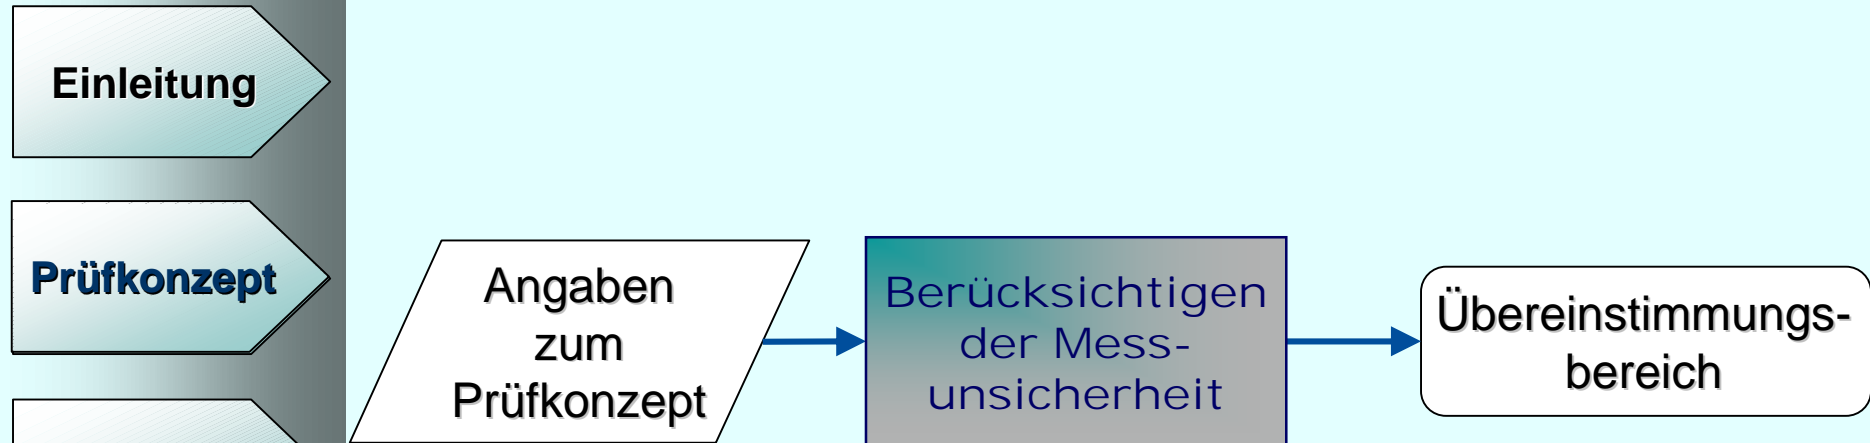 Einleitung
Prüfkonzept
Angaben
zum
Prüfkonzept
Berücksichtigen
der Mess-
unsicherheit
Übereinstimmungs-
bereich